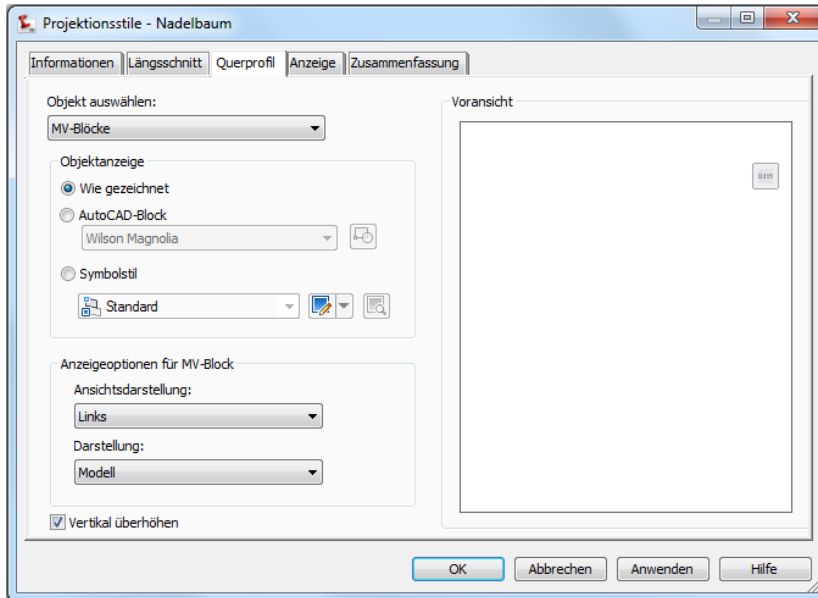 Projektionsstile - Nadelbaum
Informationen Längsschnitt Querprofil Anzeige Zusammenfassung
Objekt auswählen:
MV-Blöcke
Objektanzeige
Wie gezeichnet
AutoCAD-Block
Wilson Magnolia
Symbolstil
Standard
Anzeigeoptionen für MV-Block
Ansichtsdarstellung:
Links
Darstellung:
Modell
Vertikal überhöhen
Voransicht
OK Abbrechen Anwenden Hilfe